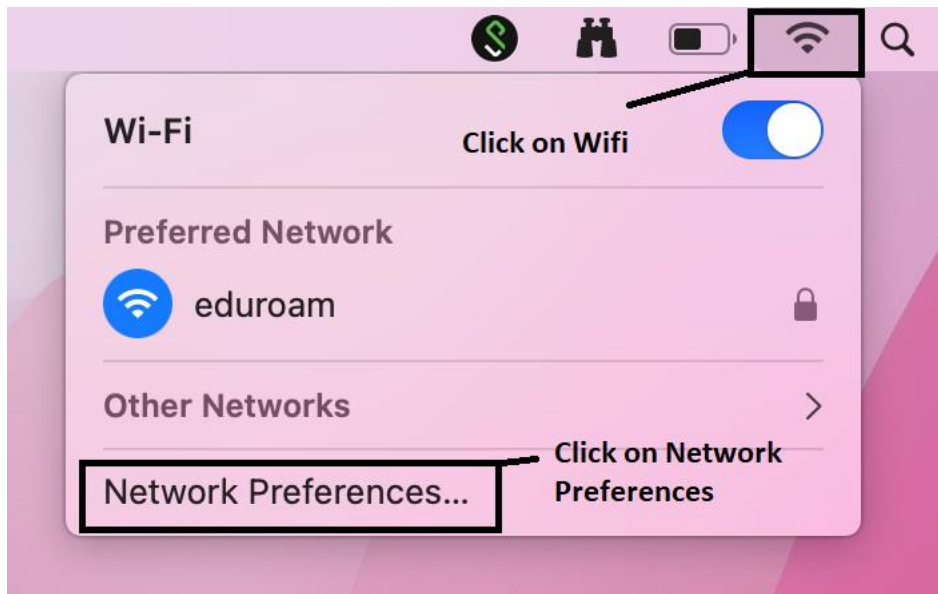 Wi-Fi
Click on Wifi
Preferred Network
eduroam
Other Networks
Click on Network
Preferences
Network Preferences...